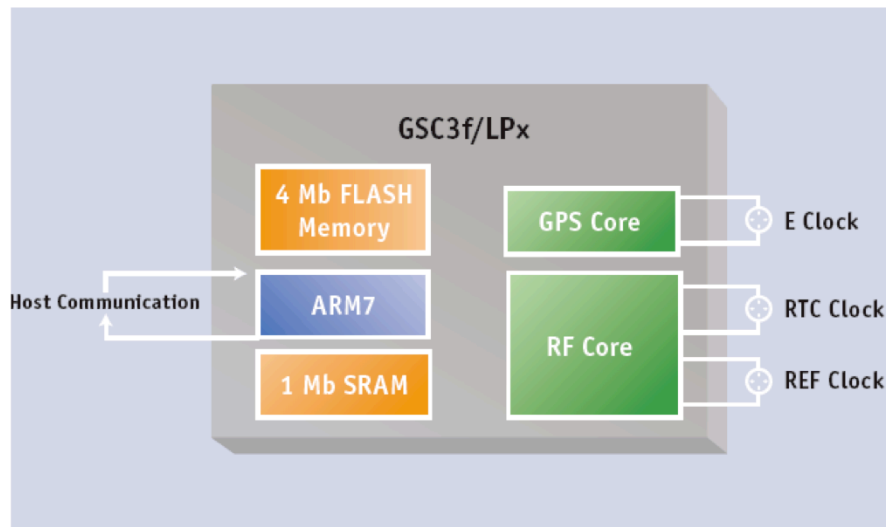 GSC3f/LPx
4 Mb FLASH
Memory
GPS Core
E Clock
Host Communication
ARM7
RF Core
RTC Clock
1 Mb SRAM
REF Clock